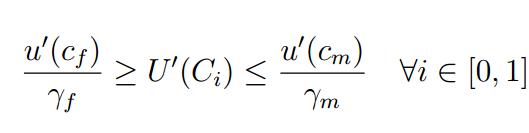 u′(c_f)/γ_f ≥ U′(C_i) ≤ u′(c_m)/γ_m ∀i ∈ [0, 1]